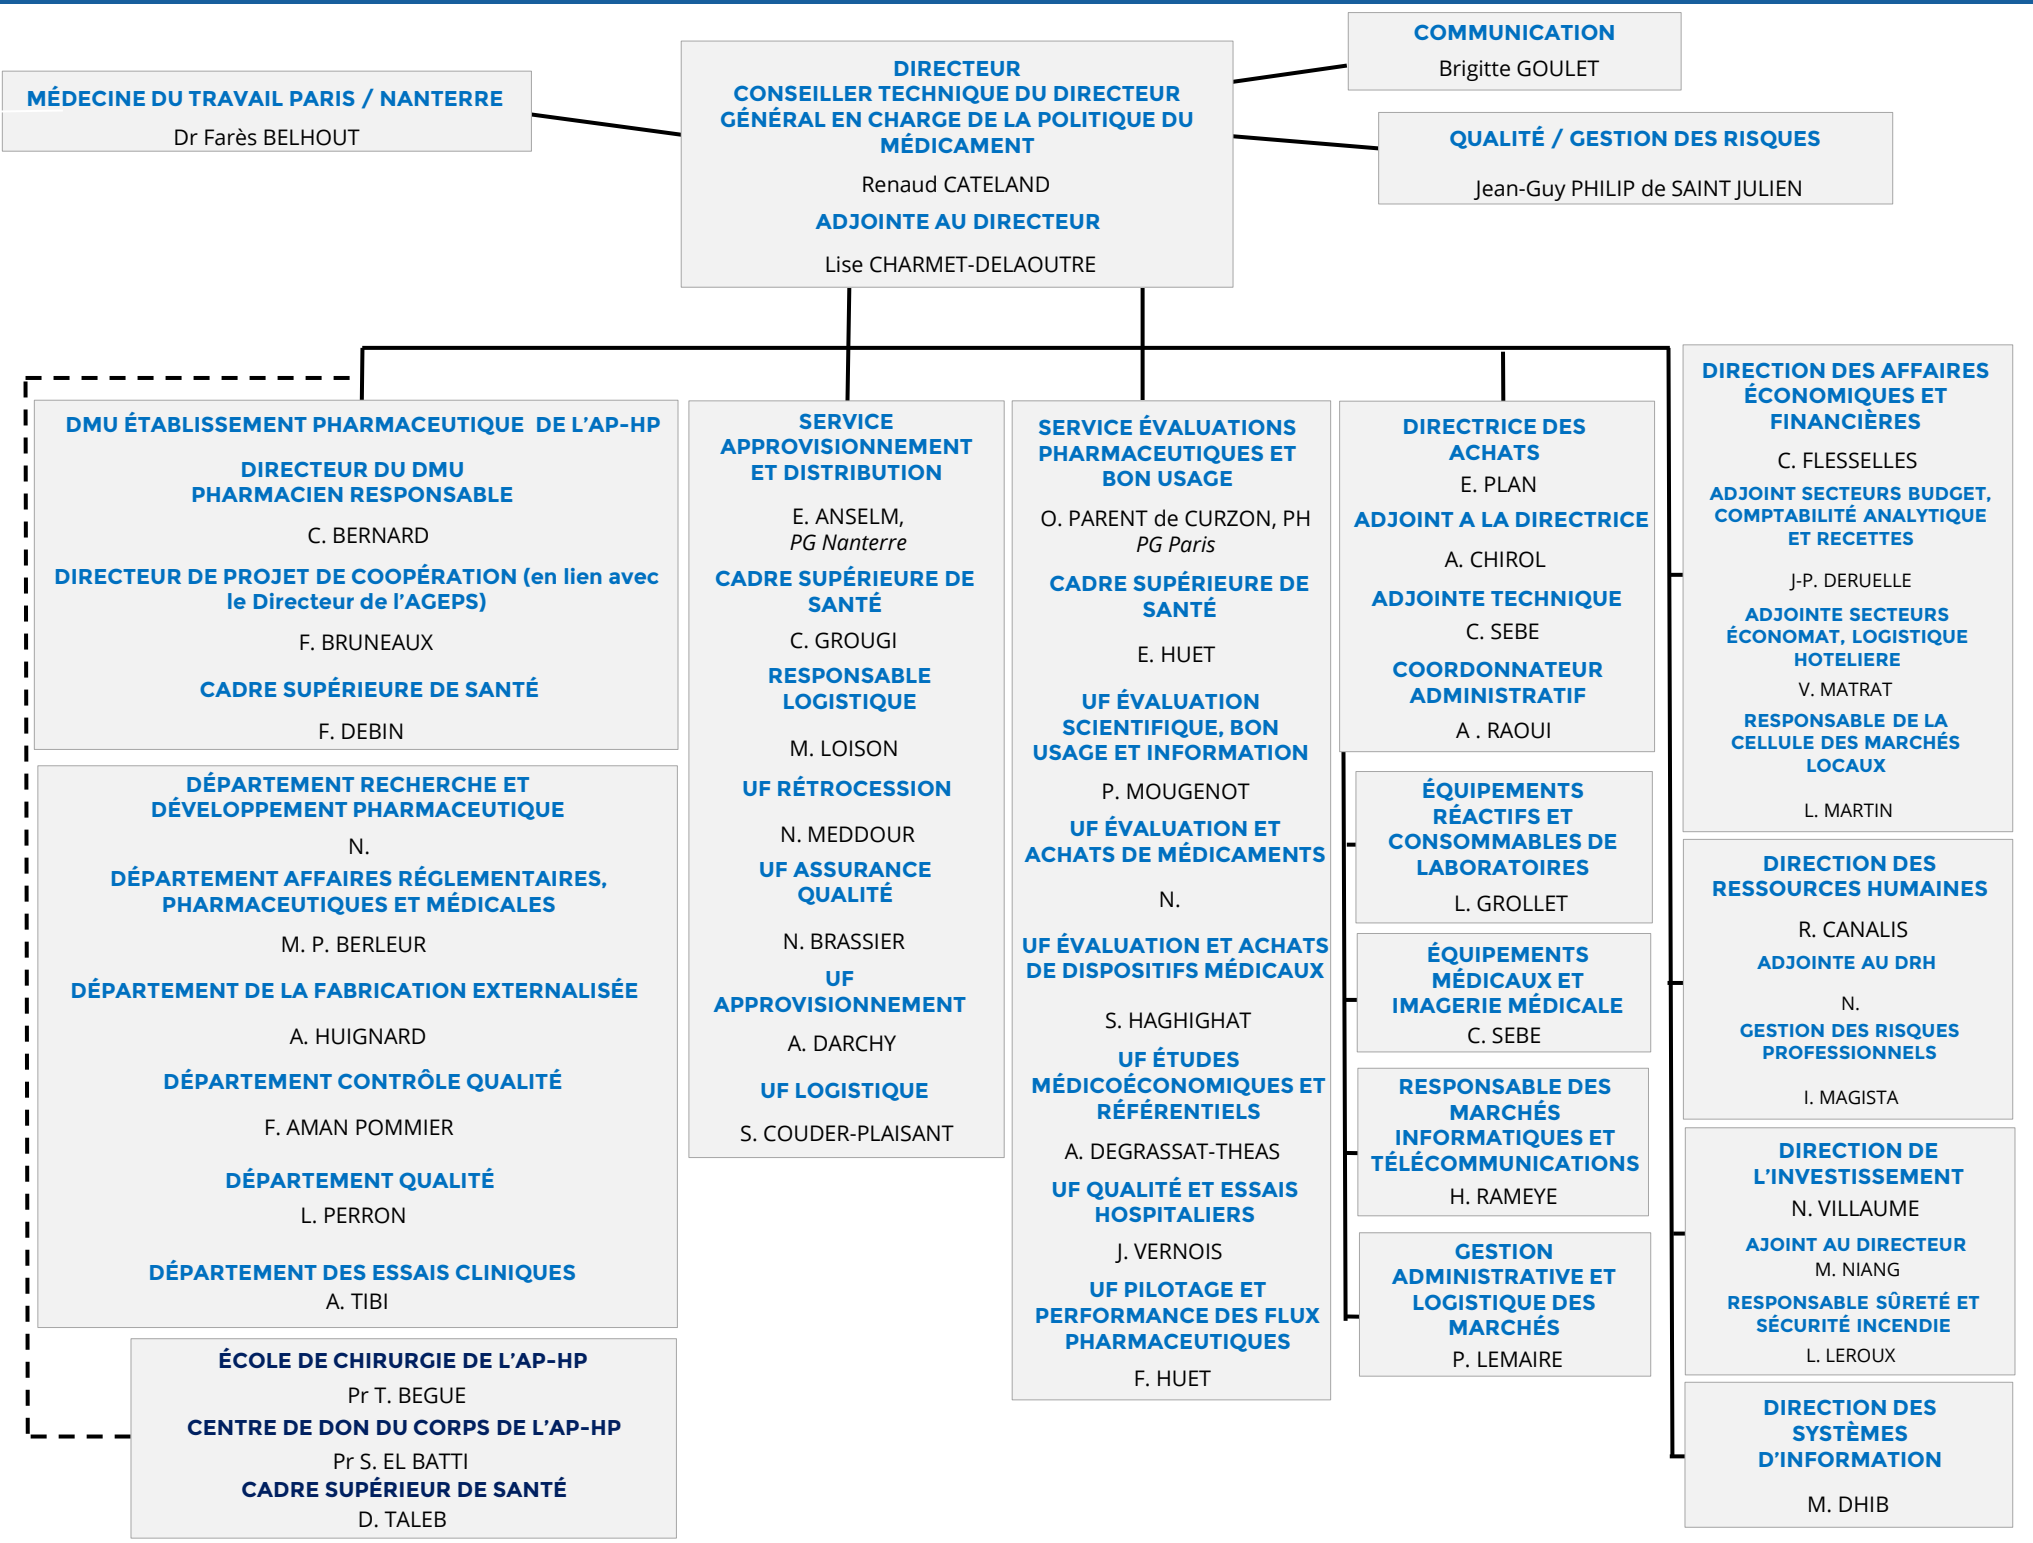 COMMUNICATION
Brigitte GOULET
MÉDECINE DU TRAVAIL PARIS / NANTERRE
Dr Farès BELHOUT
DIRECTEUR
CONSEILLER TECHNIQUE DU DIRECTEUR
GÉNÉRAL EN CHARGE DE LA POLITIQUE DU
MÉDICAMENT
Renaud CATELAND
ADJOINTE AU DIRECTEUR
Lise CHARMET-DELAOUTRE
QUALITÉ / GESTION DES RISQUES
Jean-Guy PHILIP de SAINT JULIEN
DMU ÉTABLISSEMENT PHARMACEUTIQUE DE L'AP-HP
DIRECTEUR DU DMU
PHARMACIEN RESPONSABLE
C. BERNARD
DIRECTEUR DE PROJET DE COOPÉRATION (en lien avec
le Directeur de l'AGEPS)
F. BRUNEAUX
CADRE SUPÉRIEURE DE SANTÉ
F. DEBIN
DÉPARTEMENT RECHERCHE ET
DÉVELOPPEMENT PHARMACEUTIQUE
N.
DÉPARTEMENT AFFAIRES RÉGLEMENTAIRES,
PHARMACEUTIQUES ET MÉDICALES
M. P. BERLEUR
DÉPARTEMENT DE LA FABRICATION EXTERNALISÉE
A. HUIGNARD
DÉPARTEMENT CONTRÔLE QUALITÉ
F. AMAN POMMIER
DÉPARTEMENT QUALITÉ
L. PERRON
DÉPARTEMENT DES ESSAIS CLINIQUES
A. TIBI
ÉCOLE DE CHIRURGIE DE L'AP-HP
Pr T. BEGUE
CENTRE DE DON DU CORPS DE L'AP-HP
Pr S. EL BATTI
CADRE SUPÉRIEUR DE SANTÉ
D. TALEB
SERVICE
APPROVISIONNEMENT
ET DISTRIBUTION
E. ANSELM,
PG Nanterre
CADRE SUPÉRIEURE DE
SANTÉ
C. GROUGI
RESPONSABLE
LOGISTIQUE
M. LOISON
UF RÉTROCESSION
N. MEDDOUR
UF ASSURANCE
QUALITÉ
N. BRASSIER
UF
APPROVISIONNEMENT
A. DARCHY
UF LOGISTIQUE
S. COUDER-PLAISANT
SERVICE ÉVALUATIONS
PHARMACEUTIQUES ET
BON USAGE
O. PARENT de CURZON, PH
PG Paris
CADRE SUPÉRIEURE DE
SANTÉ
E. HUET
UF ÉVALUATION
SCIENTIFIQUE, BON
USAGE ET INFORMATION
P. MOUGENOT
UF ÉVALUATION ET
ACHATS DE MÉDICAMENTS
N.
UF ÉVALUATION ET ACHATS
DE DISPOSITIFS MÉDICAUX
S. HAGHIGHAT
UF ÉTUDES
MÉDICOÉCONOMIQUES ET
RÉFÉRENTIELS
A. DEGRASSAT-THEAS
UF QUALITÉ ET ESSAIS
HOSPITALIERS
J. VERNOIS
UF PILOTAGE ET
PERFORMANCE DES FLUX
PHARMACEUTIQUES
F. HUET
DIRECTRICE DES
ACHATS
E. PLAN
ADJOINT A LA DIRECTRICE
A. CHIROL
ADJOINTE TECHNIQUE
C. SEBE
COORDONNATEUR
ADMINISTRATIF
A . RAOUI
ÉQUIPEMENTS
RÉACTIFS ET
CONSOMMABLES DE
LABORATOIRES
L. GROLLET
ÉQUIPEMENTS
MÉDICAUX ET
IMAGERIE MÉDICALE
C. SEBE
RESPONSABLE DES
MARCHÉS
INFORMATIQUES ET
TÉLÉCOMMUNICATIONS
H. RAMEYE
GESTION
ADMINISTRATIVE ET
LOGISTIQUE DES
MARCHÉS
P. LEMAIRE
DIRECTION DES AFFAIRES
ÉCONOMIQUES ET
FINANCIÈRES
C. FLESSELLES
ADJOINT SECTEURS BUDGET,
COMPTABILITÉ ANALYTIQUE
ET RECETTES
J-P. DERUELLE
ADJOINTE SECTEURS
ÉCONOMAT, LOGISTIQUE
HOTELIERE
V. MATRAT
RESPONSABLE DE LA
CELLULE DES MARCHÉS
LOCAUX
L. MARTIN
DIRECTION DES
RESSOURCES HUMAINES
R. CANALIS
ADJOINTE AU DRH
N.
GESTION DES RISQUES
PROFESSIONNELS
I. MAGISTA
DIRECTION DE
L'INVESTISSEMENT
N. VILLAUME
AJOINT AU DIRECTEUR
M. NIANG
RESPONSABLE SÛRETÉ ET
SÉCURITÉ INCENDIE
L. LEROUX
DIRECTION DES
SYSTÈMES
D'INFORMATION
M. DHIB